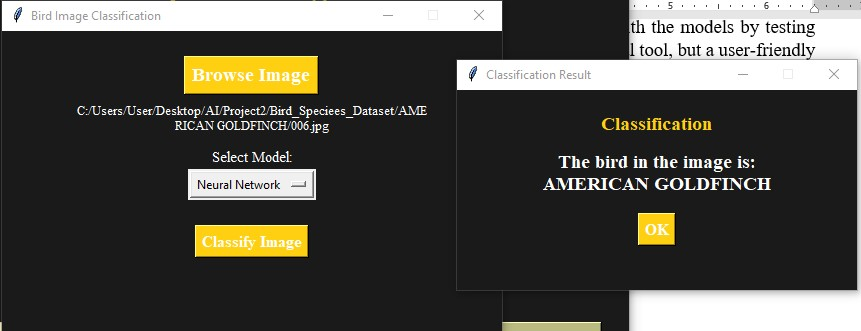 Bird Image Classification
Browse Image
C:/Users/User/Desktop/AI/Project2/Bird_Speciees_Dataset/AME
RICAN GOLDFINCH/006.jpg
Select Model:
Neural Network
Classify Image
5 6
th the models by testing
l tool, but a user-friendly
Classification Result
Classification
The bird in the image is:
AMERICAN GOLDFINCH
OK